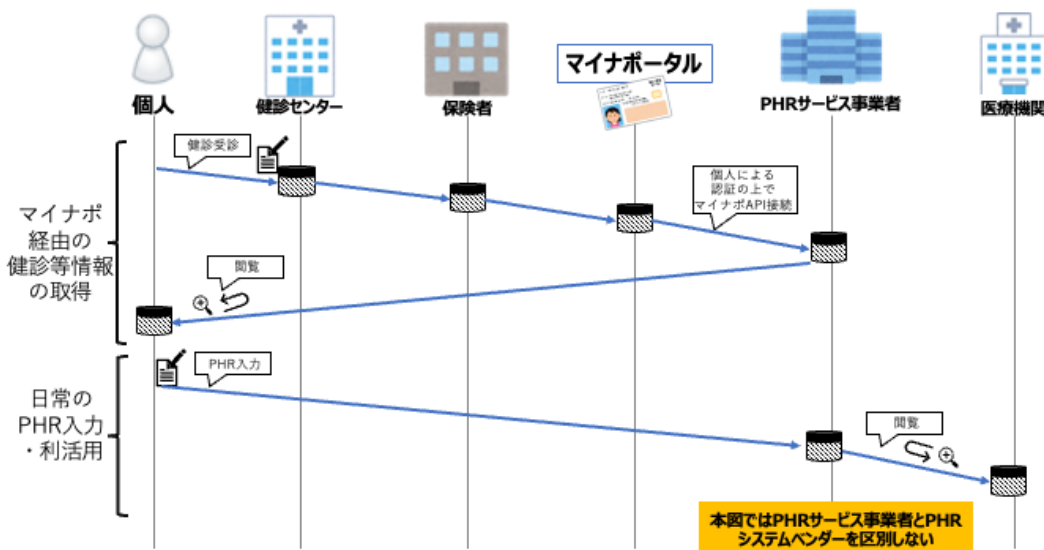 個人
健診センター
保険者
マイナポータル
PHRサービス事業者
医療機関
マイナポ
経由の
健診等情報
の取得
健診受診
個人による
認証の上で
マイナポAPI接続
閲覧
日常の
PHR入力
・利活用
PHR入力
閲覧
本図ではPHRサービス事業者とPHR
システムベンダーを区別しない